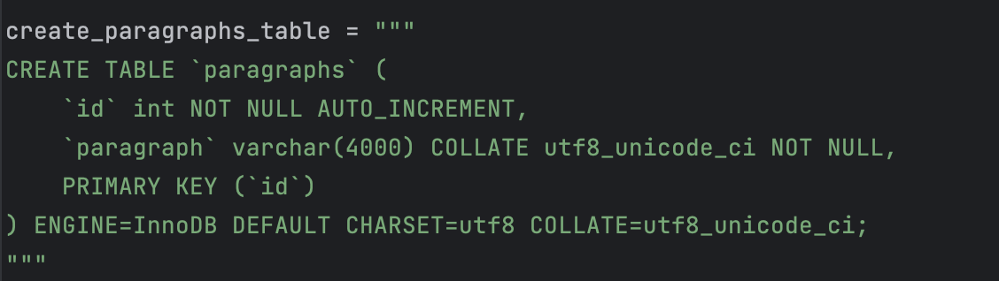 create_paragraphs_table = """
CREATE TABLE `paragraphs` (
    `id` int NOT NULL AUTO_INCREMENT,
    `paragraph` varchar(4000) COLLATE utf8_unicode_ci NOT NULL,
    PRIMARY KEY (`id`)
) ENGINE=InnoDB DEFAULT CHARSET=utf8 COLLATE=utf8_unicode_ci;
"""